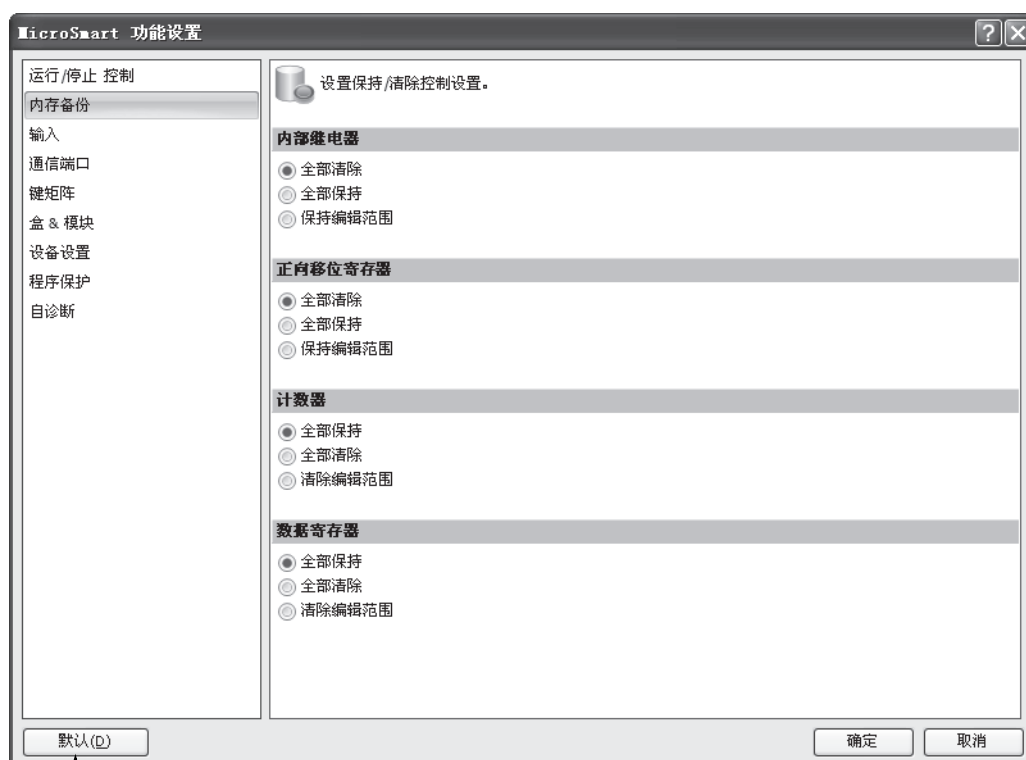 MicroSmart 功能设置
运行/停止 控制
内存备份
输入
通信端口
键矩阵
盒 & 模块
设备设置
程序保护
自诊断
设置保持/清除控制设置。
内部继电器
全部清除
全部保持
保持编辑范围
正向移位寄存器
全部清除
全部保持
保持编辑范围
计数器
全部保持
全部清除
清除编辑范围
数据寄存器
全部保持
全部清除
清除编辑范围
默认(D)
确定
取消